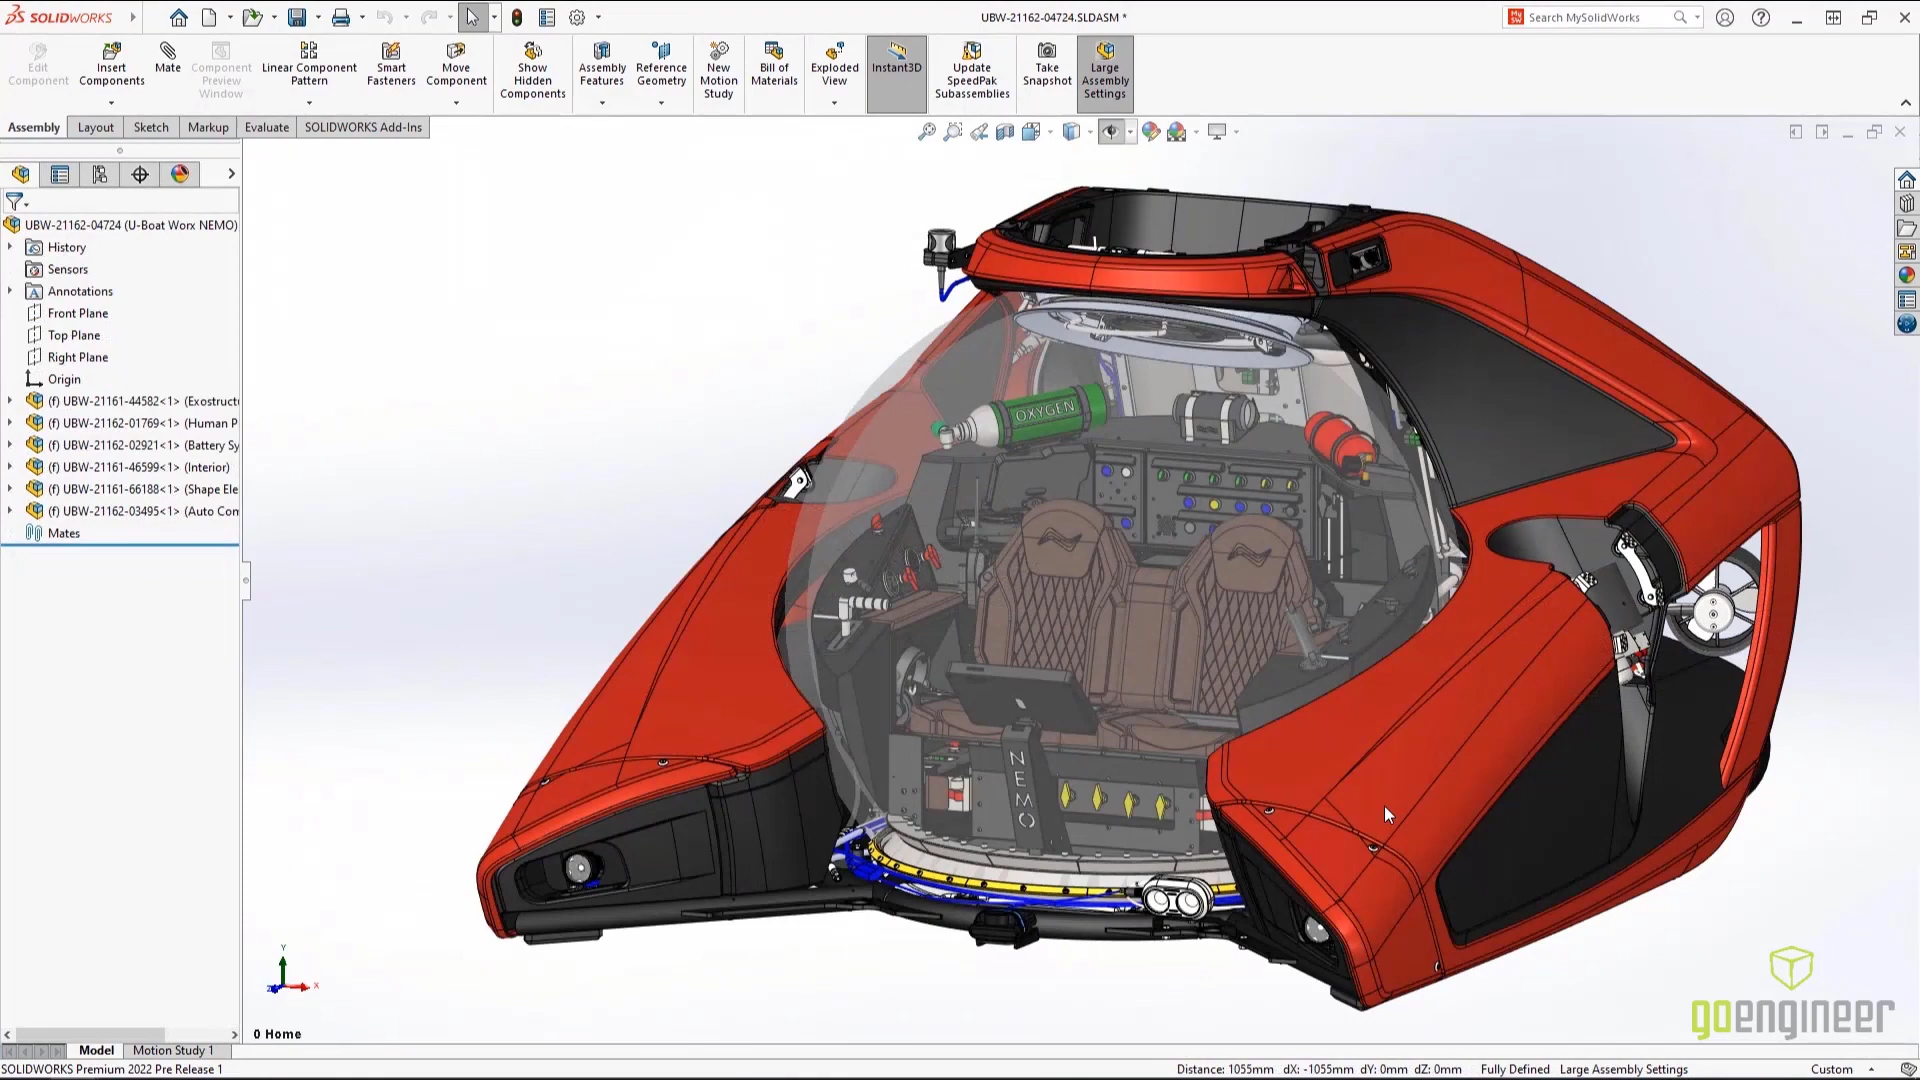 SOLIDWORKS
UBW-21162-04724.SLDASM *
Search MySolidWorks
Edit Component
Insert Components
Mate
Component Preview Window
Linear Component Pattern
Smart Fasteners
Move Component
Show Hidden Components
Assembly Features
Reference Geometry
New Motion Study
Bill of Materials
Exploded View
Instant3D
Update SpeedPak Subassemblies
Take Snapshot
Large Assembly Settings
Assembly
Layout
Sketch
Markup
Evaluate
SOLIDWORKS Add-Ins
UBW-21162-04724 (U-Boat Worx NEMO)
History
Sensors
Annotations
Front Plane
Top Plane
Right Plane
Origin
(f) UBW-21161-44582<1> (Exostructu
(f) UBW-21162-01769<1> (Human P
(f) UBW-21162-02921<1> (Battery Sy
(f) UBW-21161-46599<1> (Interior)
(f) UBW-21161-66188<1> (Shape Ele
(f) UBW-21162-03495<1> (Auto Con
Mates
OXYGEN
NEMO
Y
X
Z
0 Home
goengineer
Model
Motion Study 1
SOLIDWORKS Premium 2022 Pre Release 1
Distance: 1055mm dX: -1055mm dY: 0mm dZ: 0mm
Fully Defined
Large Assembly Settings
Custom